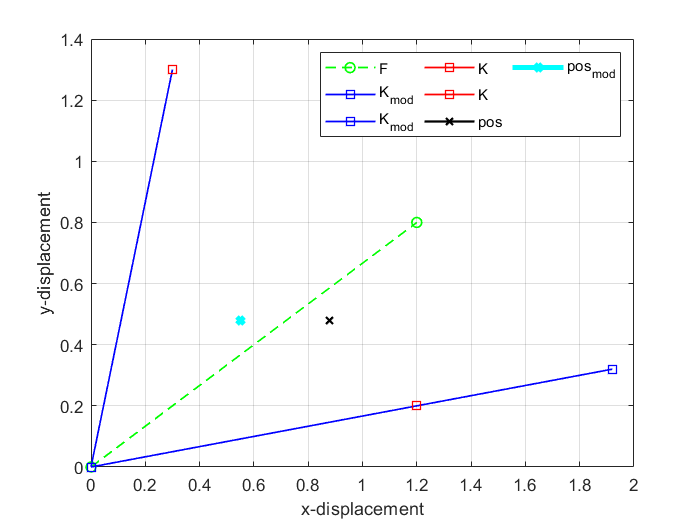 1.4
1.2
1
0.8
0.6
0.4
0.2
0
F K pos_mod
K_mod K
K_mod pos
0 0.2 0.4 0.6 0.8 1 1.2 1.4 1.6 1.8 2
x-displacement
y-displacement